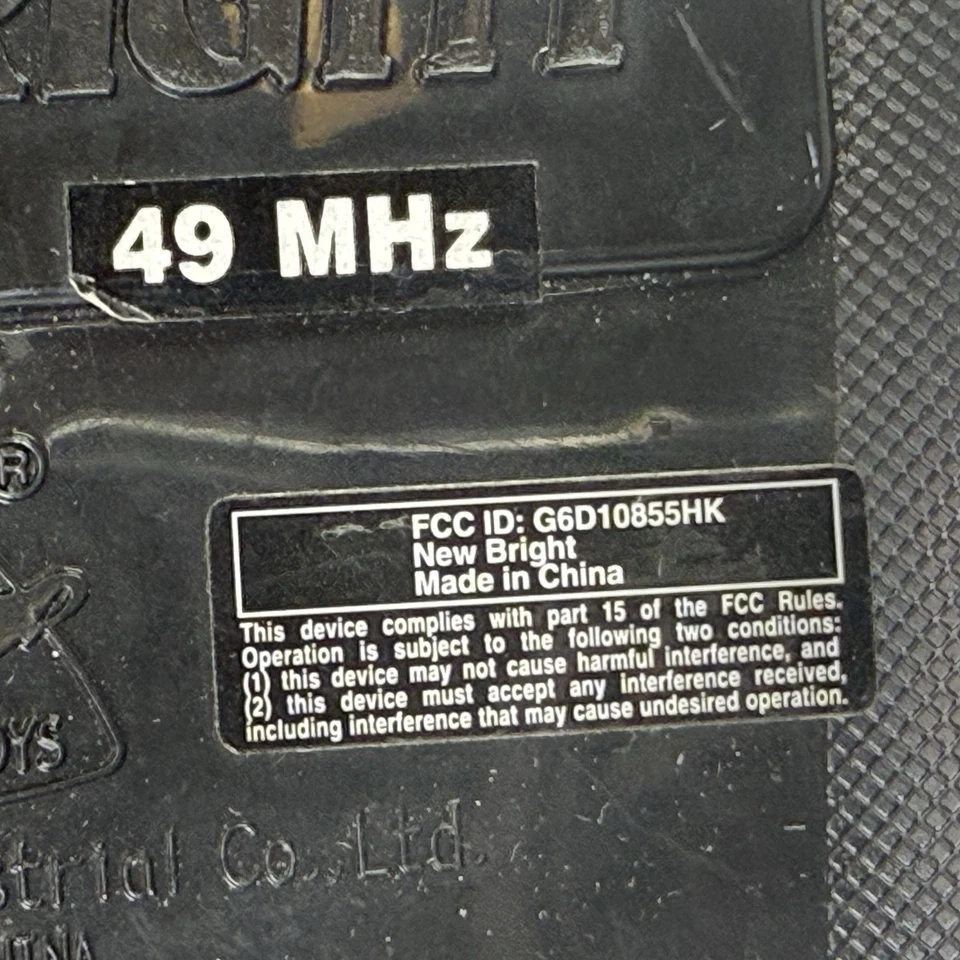 49 MHz
®
FCC ID: G6D10855HK
New Bright
Made in China
This device complies with part 15 of the FCC Rules.
Operation is subject to the following two conditions:
(1) this device may not cause harmful interference, and
(2) this device must accept any interference received,
including interference that may cause undesired operation.
Co., Ltd.